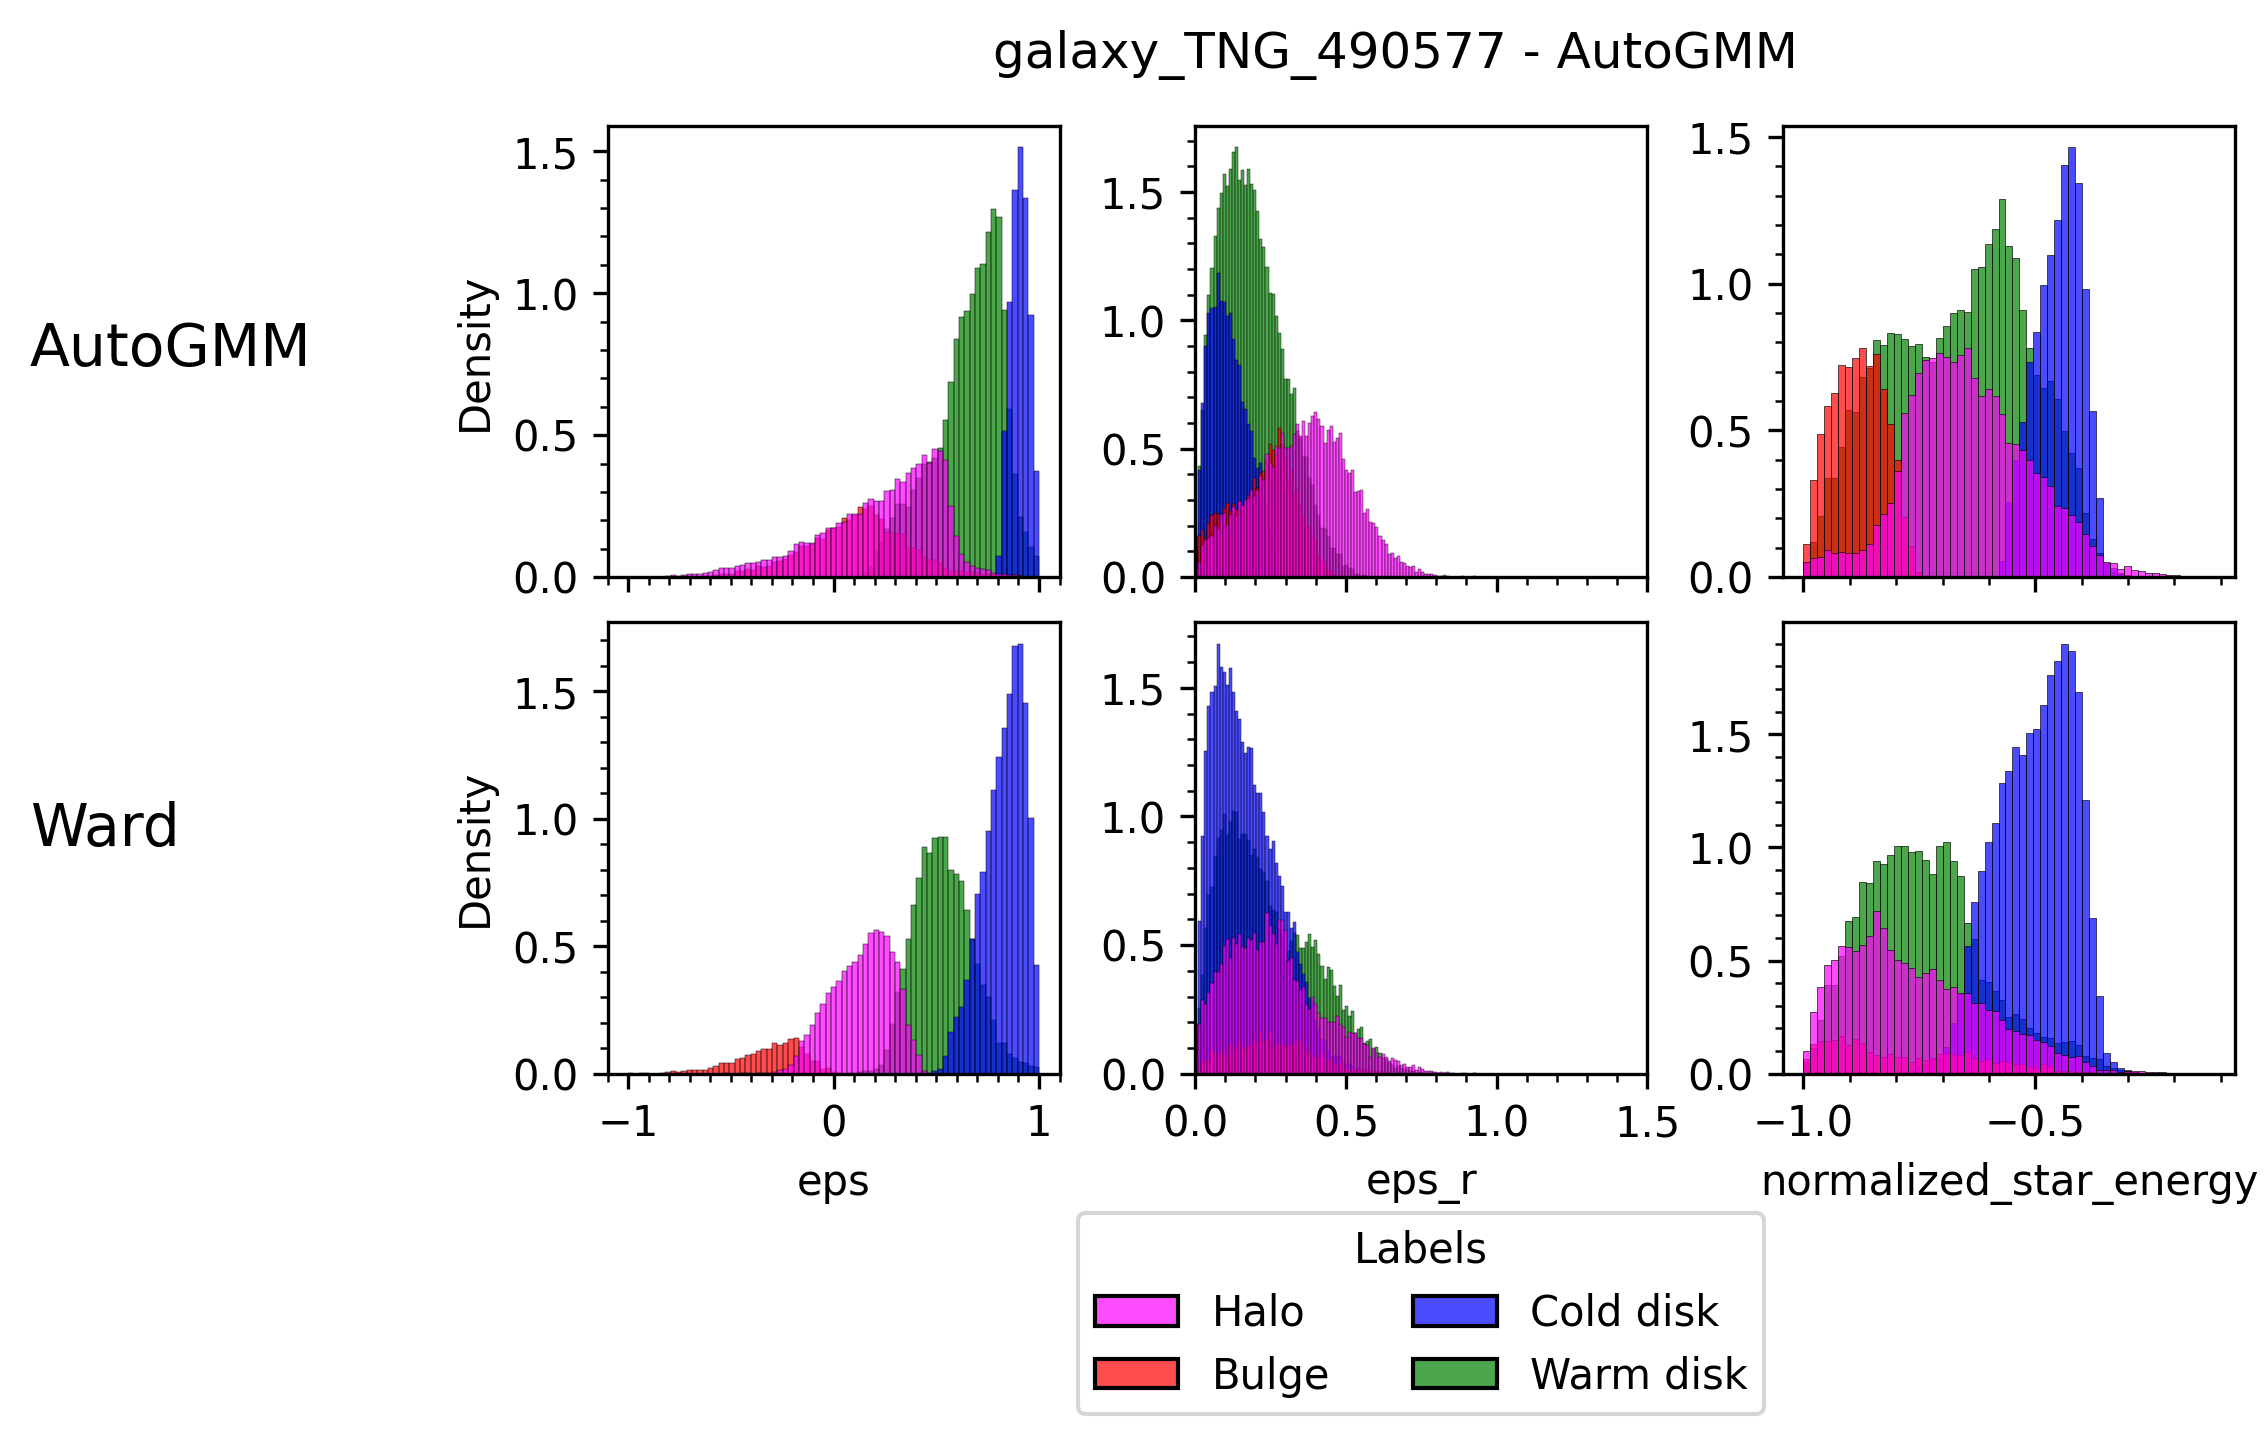 galaxy_TNG_490577 - AutoGMM
AutoGMM
Density
1.5
1.0
0.5
0.0
1.5
1.0
0.5
0.0
1.5
1.0
0.5
0.0
Ward
Density
1.5
1.0
0.5
0.0
1.5
1.0
0.5
0.0
1.5
1.0
0.5
0.0
−1 0 1
0.0 0.5 1.0 1.5
−1.0 −0.5
eps
eps_r
normalized_star_energy
Labels
Halo
Bulge
Cold disk
Warm disk